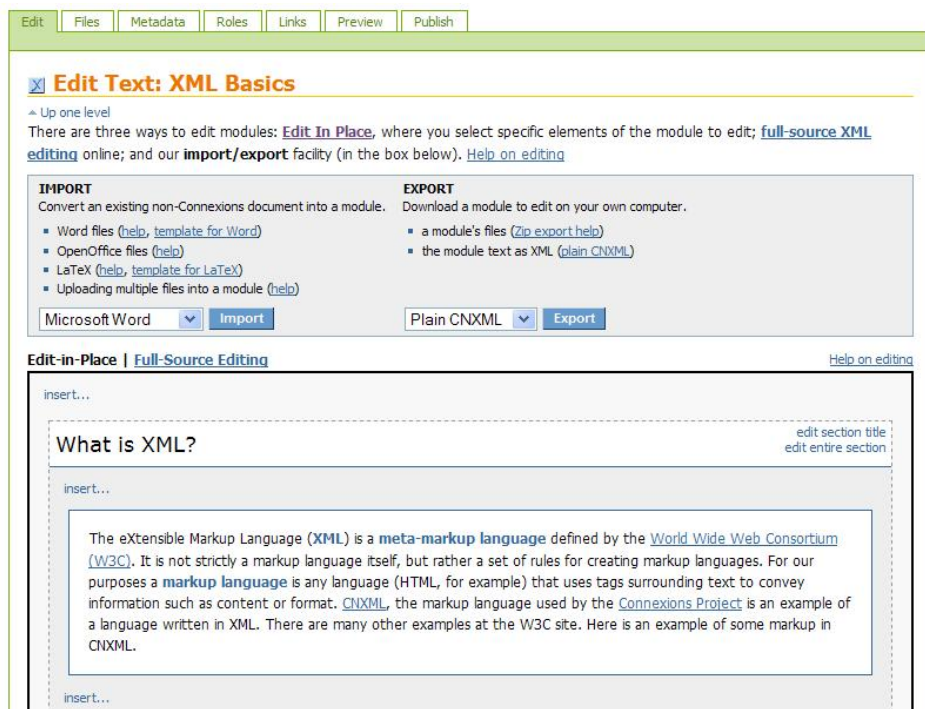 Edit Files Metadata Roles Links Preview Publish
Edit Text: XML Basics
Up one level
There are three ways to edit modules: Edit In Place, where you select specific elements of the module to edit; full-source XML
editing online; and our import/export facility (in the box below). Help on editing
IMPORT
Convert an existing non-Connexions document into a module.
Word files (help, template for Word)
OpenOffice files (help)
LaTeX (help, template for LaTeX)
Uploading multiple files into a module (help)
Microsoft Word Import
EXPORT
Download a module to edit on your own computer.
a module's files (Zip export help)
the module text as XML (plain CNXML)
Plain CNXML Export
Edit-in-Place | Full-Source Editing Help on editing
insert...
What is XML?
edit section title
edit entire section
insert...
The eXtensible Markup Language (XML) is a meta-markup language defined by the World Wide Web Consortium
(W3C). It is not strictly a markup language itself, but rather a set of rules for creating markup languages. For our
purposes a markup language is any language (HTML, for example) that uses tags surrounding text to convey
information such as content or format. CNXML, the markup language used by the Connexions Project is an example of
a language written in XML. There are many other examples at the W3C site. Here is an example of some markup in
CNXML.
insert...